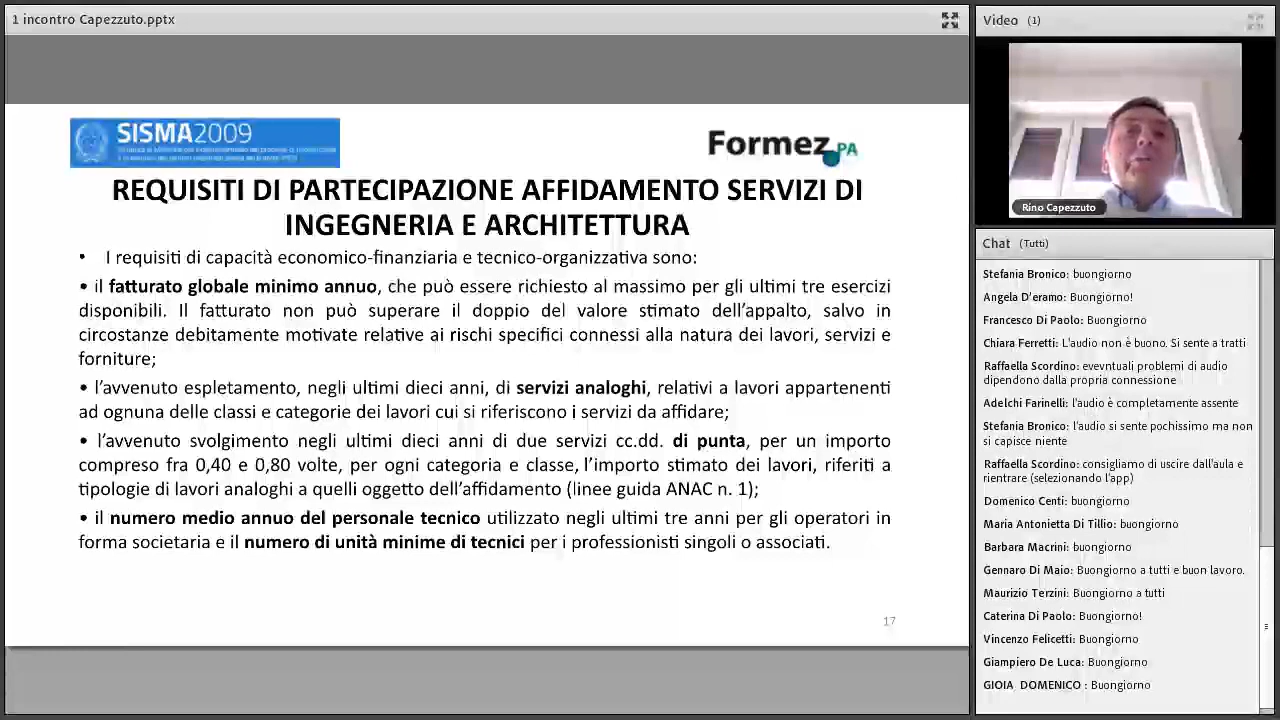 1 incontro Capezzuto.pptx
SISMA2009
Formez PA
REQUISITI DI PARTECIPAZIONE AFFIDAMENTO SERVIZI DI
INGEGNERIA E ARCHITETTURA
• I requisiti di capacità economico-finanziaria e tecnico-organizzativa sono:
• il fatturato globale minimo annuo, che può essere richiesto al massimo per gli ultimi tre esercizi
disponibili. Il fatturato non può superare il doppio del valore stimato dell'appalto, salvo in
circostanze debitamente motivate relative ai rischi specifici connessi alla natura dei lavori, servizi e
forniture;
• l'avvenuto espletamento, negli ultimi dieci anni, di servizi analoghi, relativi a lavori appartenenti
ad ognuna delle classi e categorie dei lavori cui si riferiscono i servizi da affidare;
• l'avvenuto svolgimento negli ultimi dieci anni di due servizi cc.dd. di punta, per un importo
compreso fra 0,40 e 0,80 volte, per ogni categoria e classe, l'importo stimato dei lavori, riferiti a
tipologie di lavori analoghi a quelli oggetto dell'affidamento (linee guida ANAC n. 1);
• il numero medio annuo del personale tecnico utilizzato negli ultimi tre anni per gli operatori in
forma societaria e il numero di unità minime di tecnici per i professionisti singoli o associati.
17
Video (1)
Rino Capezzuto
Chat (Tutti)
Stefania Bronico: buongiorno
Angela D'eramo: Buongiorno!
Francesco Di Paolo: Buongiorno
Chiara Ferretti: L'audio non è buono. Si sente a tratti
Raffaella Scordino: evevntuali problemi di audio
dipendono dalla propria connessione
Adelchi Farinelli: l'audio è completamente assente
Stefania Bronico: l'audio si sente pochissimo ma non
si capisce niente
Raffaella Scordino: consigliamo di uscire dall'aula e
rientrare (selezionando l'app)
Domenico Centi: buongiorno
Maria Antonietta Di Tillio: buongiorno
Barbara Macrini: buongiorno
Gennaro Di Maio: Buongiorno a tutti e buon lavoro.
Maurizio Terzini: Buongiorno a tutti
Caterina Di Paolo: Buongiorno!
Vincenzo Felicetti: Buongiorno
Giampiero De Luca: Buongiorno
GIOIA DOMENICO : Buongiorno